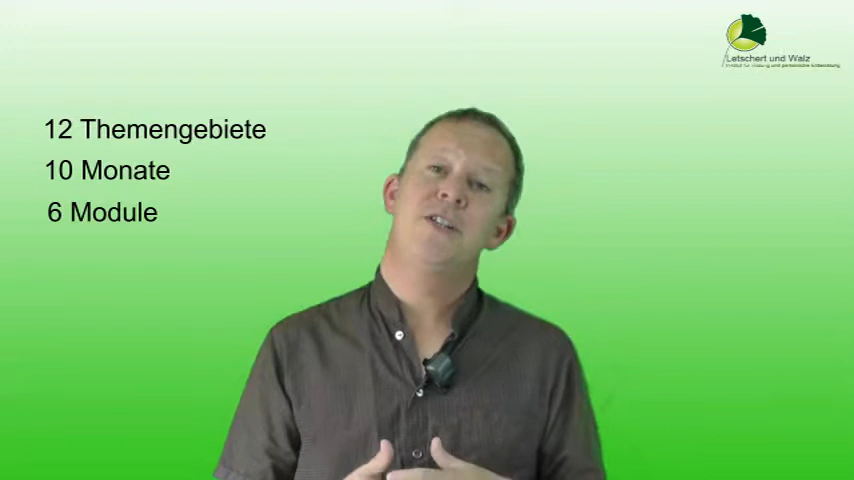 Letschert und Walz
12 Themengebiete
10 Monate
6 Module